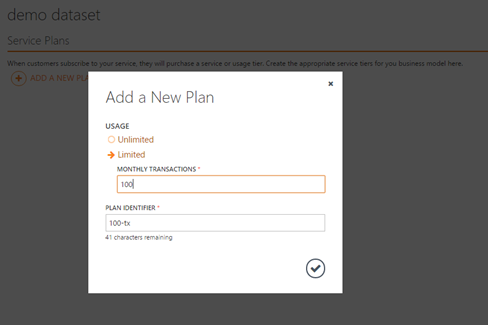 demo dataset
Service Plans
When customers subscribe to your service, they will purchase a service or usage tier. Create the appropriate service tiers for you business model here.
ADD A NEW PLA
Add a New Plan
USAGE
Unlimited
Limited
MONTHLY TRANSACTIONS *
100
PLAN IDENTIFIER *
100-tx
41 characters remaining